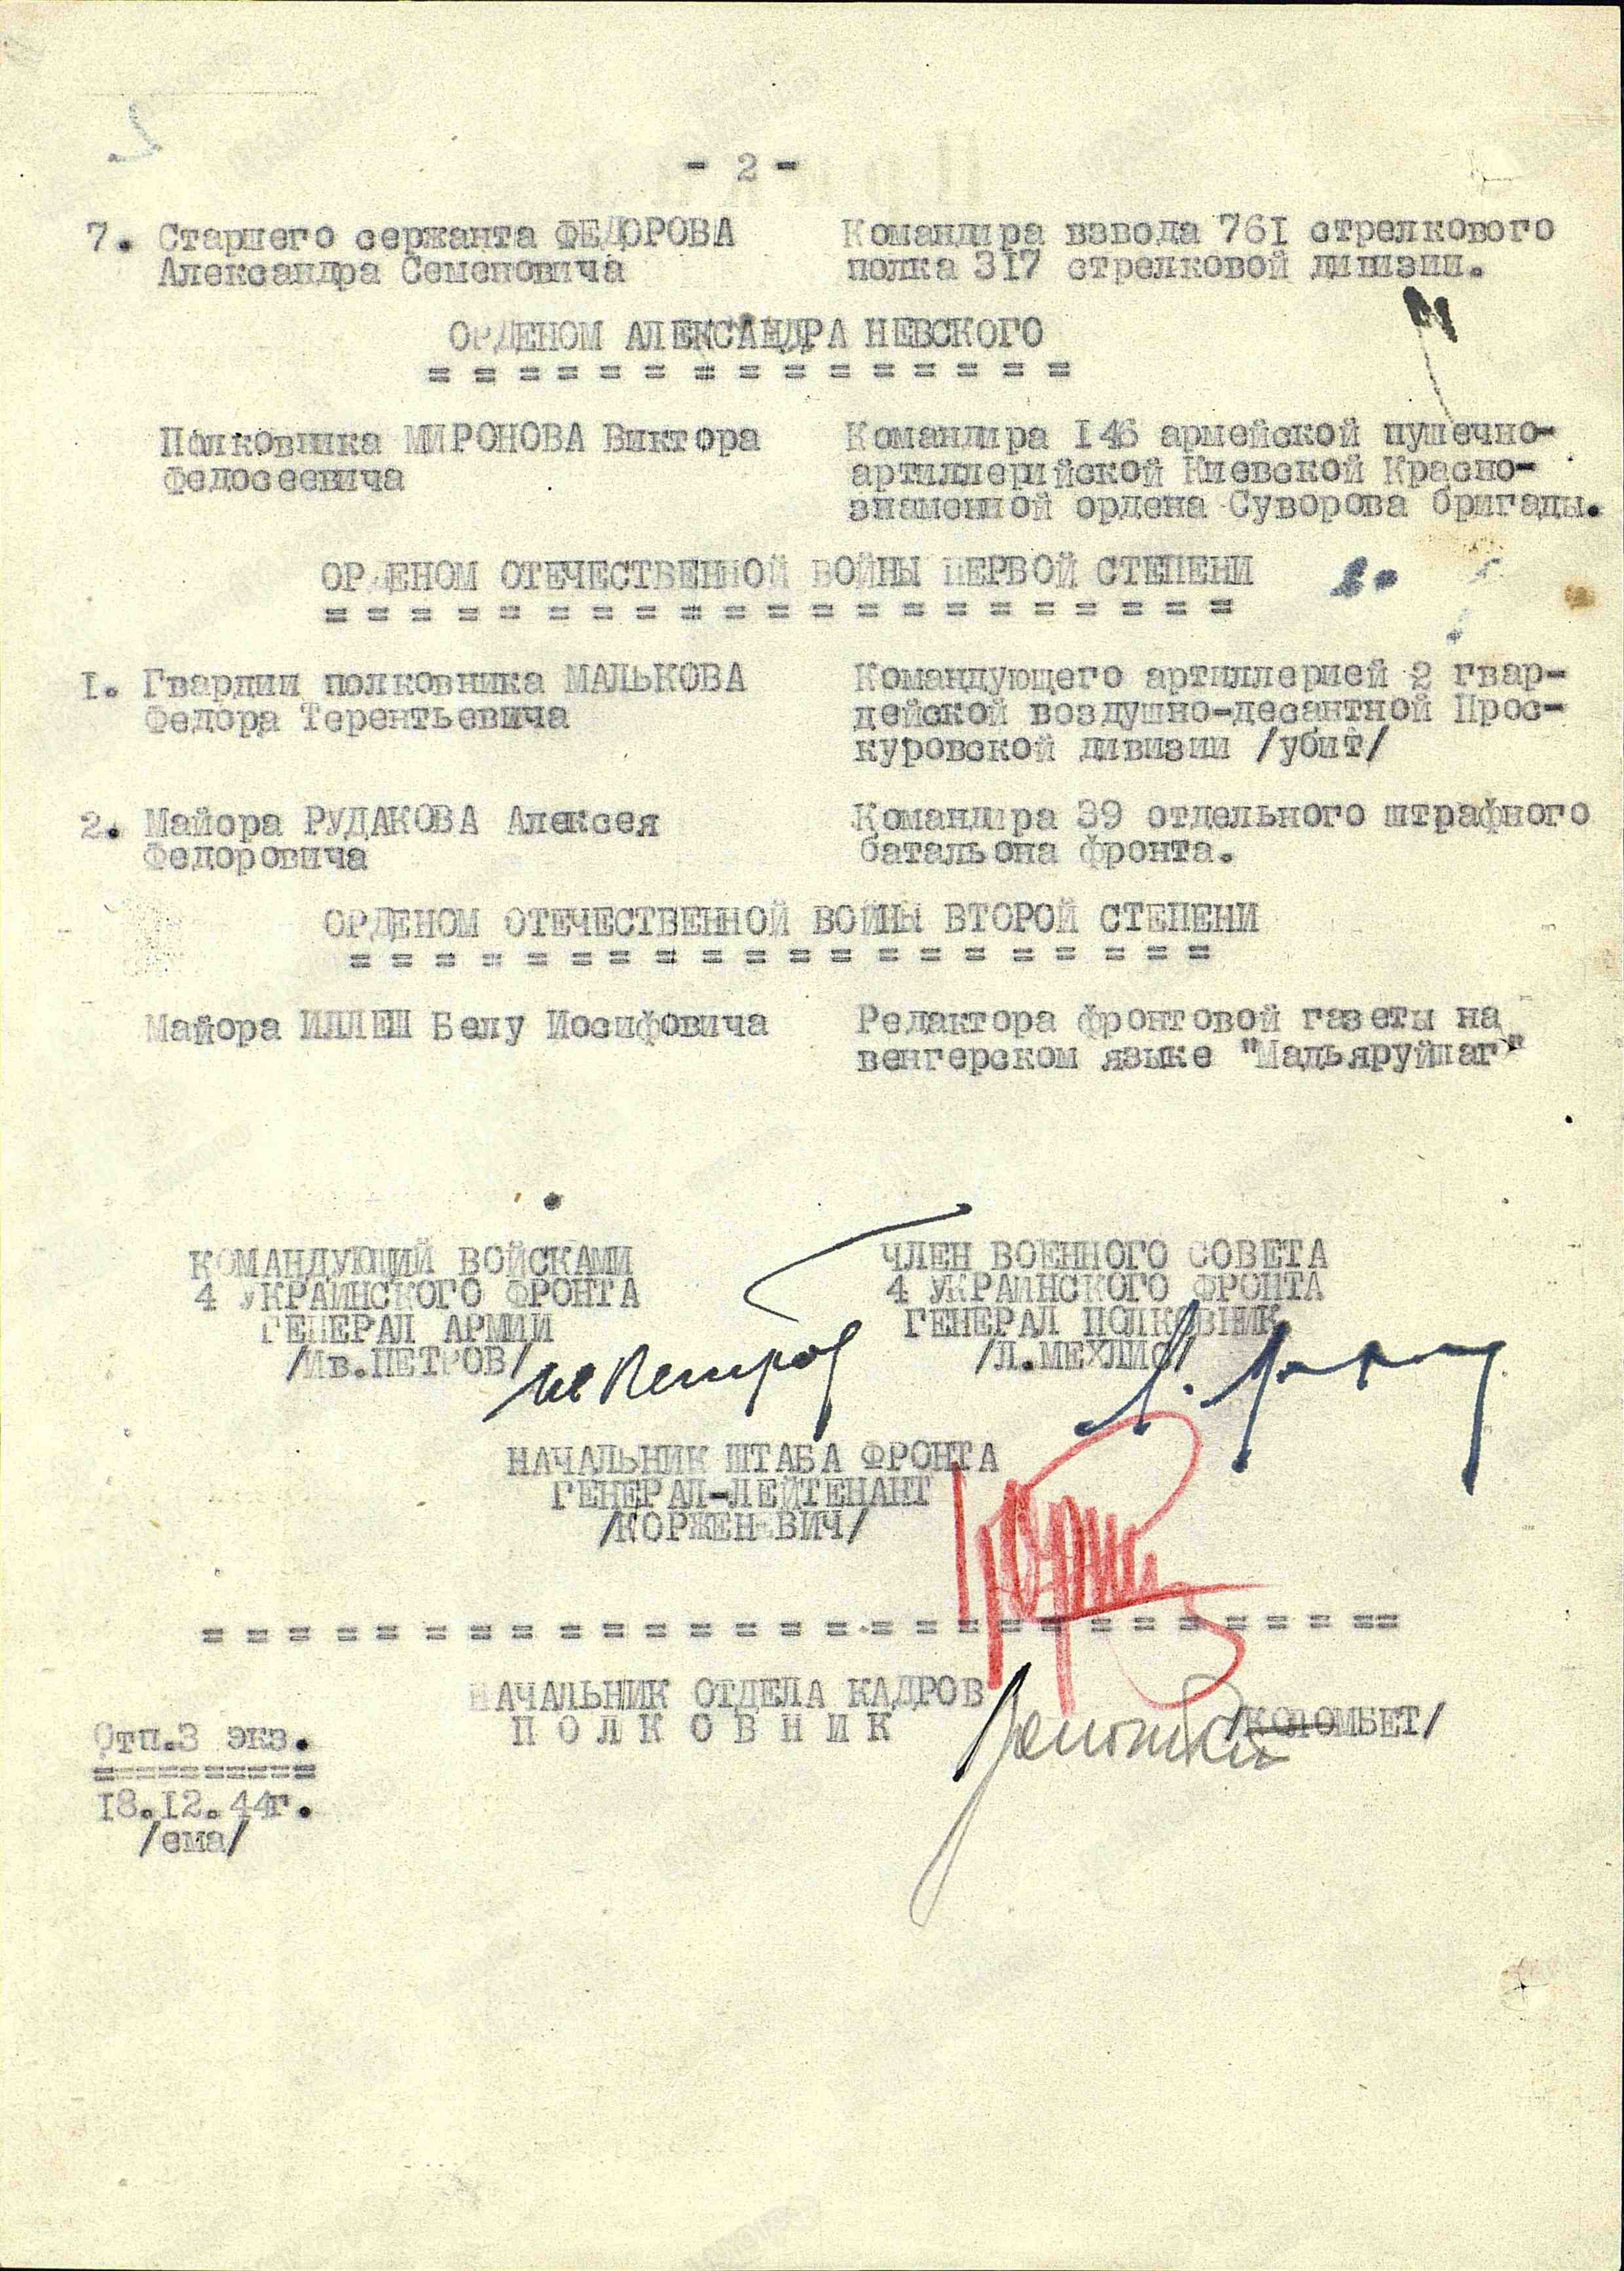 - 2 -
7. Старшего сержанта ФЕДОРОВА Командира взвода 761 стрелкового
Александра Семеновича полка 317 стрелковой дивизии.
ОРДЕНОМ АЛЕКСАНДРА НЕВСКОГО
= = = = = = = = = = = = = = =
Полковника МИРОНОВА Виктора Командира 146 армейской пушечно-
Федосеевича артиллерийской Киевской Красно-
знаменной ордена Суворова бригады.
ОРДЕНОМ ОТЕЧЕСТВЕННОЙ ВОЙНЫ ПЕРВОЙ СТЕПЕНИ
= = = = = = = = = = = = = = = = = = = = =
1. Гвардии полковника МАЛЬКОВА Командующего артиллерией 2 гвар-
Федора Терентьевича дейской воздушно-десантной Прос-
куровской дивизии /убит/
2. Майора РУДАКОВА Алексея Командира 39 отдельного штрафного
Федоровича батальона фронта.
ОРДЕНОМ ОТЕЧЕСТВЕННОЙ ВОЙНЫ ВТОРОЙ СТЕПЕНИ
= = = = = = = = = = = = = = = = = = = =
Майора ИЛЛЕШ Белу Иосифовича Редактора фронтовой газеты на
венгерском языке "Мадьяруйшаг"
КОМАНДУЮЩИЙ ВОЙСКАМИ ЧЛЕН ВОЕННОГО СОВЕТА
4 УКРАИНСКОГО ФРОНТА 4 УКРАИНСКОГО ФРОНТА
ГЕНЕРАЛ АРМИИ ГЕНЕРАЛ ПОЛКОВНИК
/Ив.ПЕТРОВ/ /Л.МЕХЛИС/
Ив Петров
НАЧАЛЬНИК ШТАБА ФРОНТА
ГЕНЕРАЛ-ЛЕЙТЕНАНТ
/КОРЖЕНЕВИЧ/
= = = = = = = = = = = = = = = = = = = = = = = = = = = ==
НАЧАЛЬНИК ОТДЕЛА КАДРОВ
П О Л К О В Н И К /КОЛОМБЕТ/
Отп.3 экз.
==========
18.12.44г.
/ема/